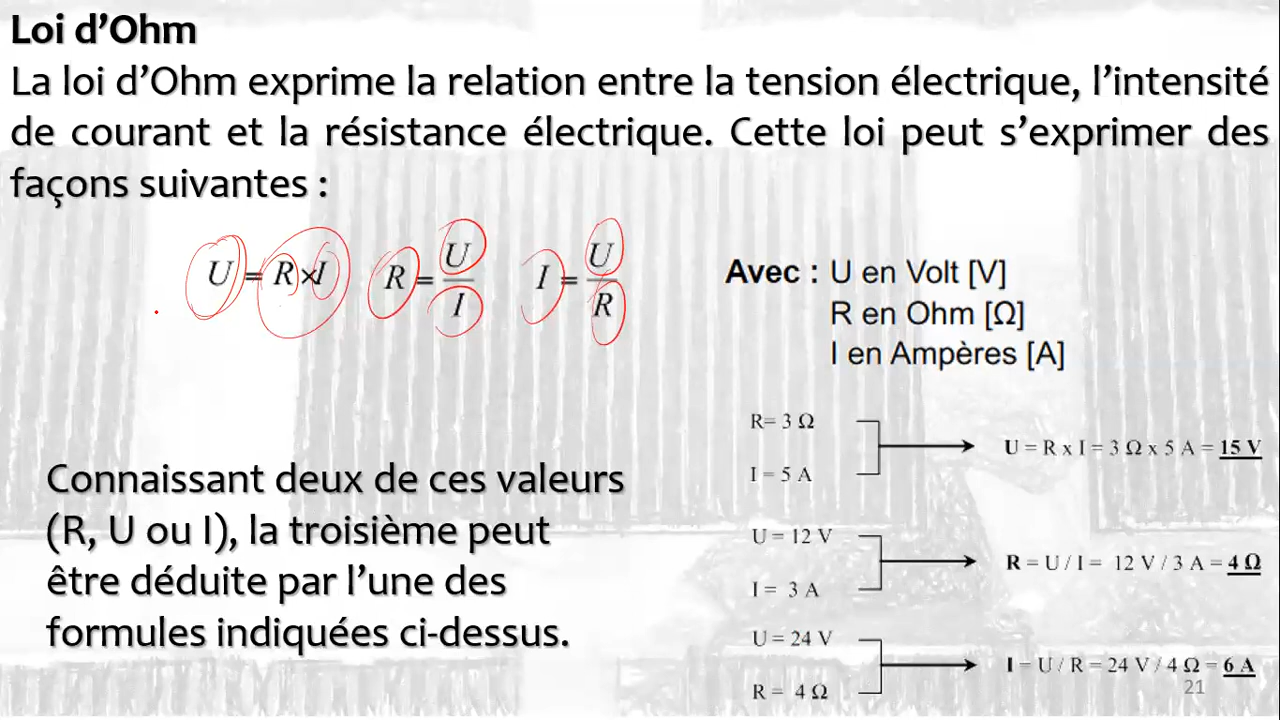 Loi d’Ohm
La loi d’Ohm exprime la relation entre la tension électrique, l’intensité
de courant et la résistance électrique. Cette loi peut s’exprimer des
façons suivantes :
U = R × I   R = U / I   I = U / R
Avec : U en Volt [V]
R en Ohm [Ω]
I en Ampères [A]
Connaissant deux de ces valeurs
(R, U ou I), la troisième peut
être déduite par l’une des
formules indiquées ci-dessus.
R= 3 Ω
I = 5 A
U = R x I = 3 Ω x 5 A = 15 V
U = 12 V
I = 3 A
R = U / I = 12 V / 3 A = 4 Ω
U = 24 V
R = 4 Ω
I = U / R = 24 V / 4 Ω = 6 A
21